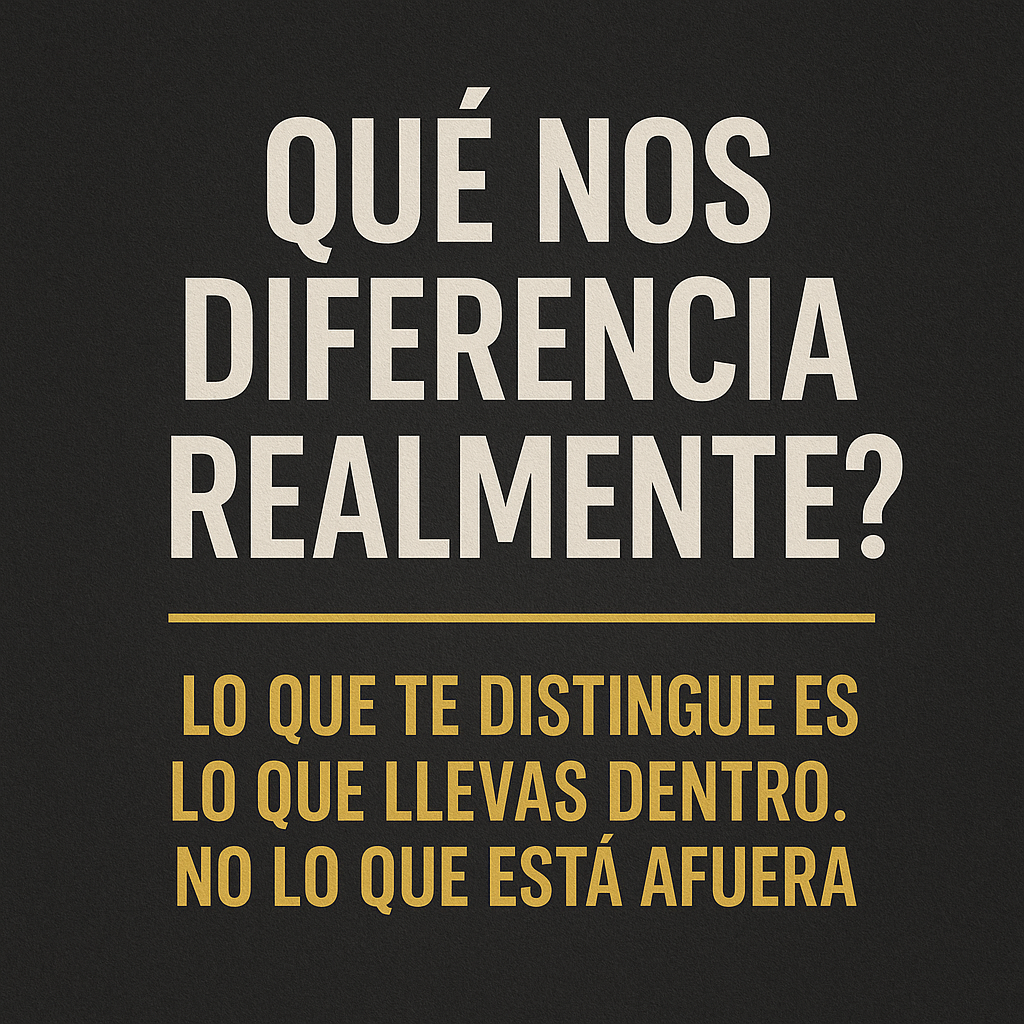 QUÉ NOS
DIFERENCIA
REALMENTE?
LO QUE TE DISTINGUE ES
LO QUE LLEVAS DENTRO.
NO LO QUE ESTÁ AFUERA